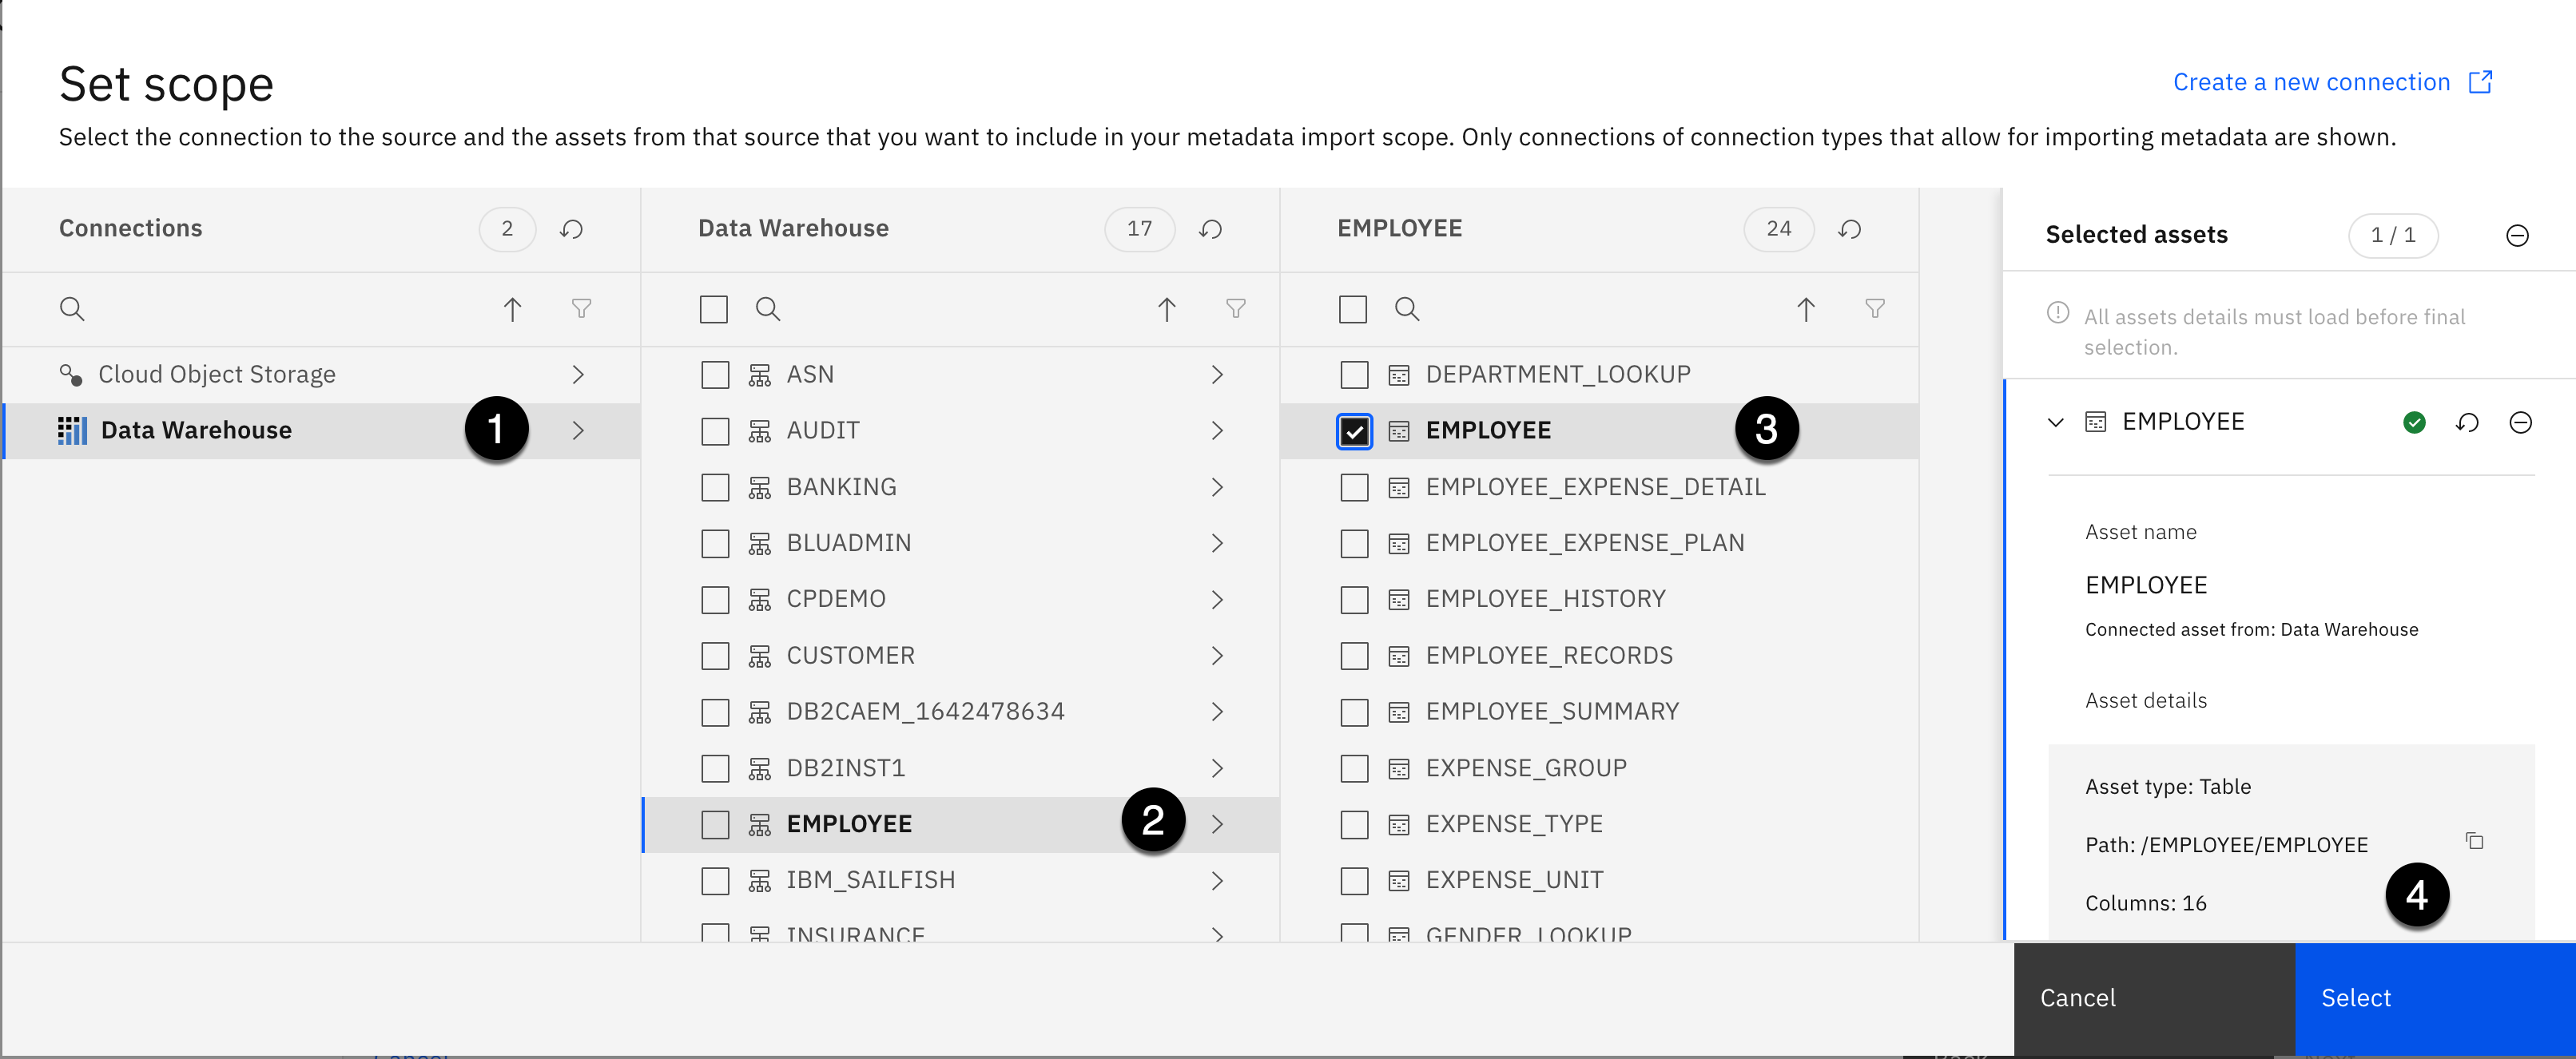 Set scope
Create a new connection
Select the connection to the source and the assets from that source that you want to include in your metadata import scope. Only connections of connection types that allow for importing metadata are shown.
Connections 2
Cloud Object Storage
Data Warehouse 1
Data Warehouse 17
ASN
AUDIT
BANKING
BLUADMIN
CPDEMO
CUSTOMER
DB2CAEM_1642478634
DB2INST1
EMPLOYEE 2
IBM_SAILFISH
INSURANCE
EMPLOYEE 24
DEPARTMENT_LOOKUP
EMPLOYEE 3
EMPLOYEE_EXPENSE_DETAIL
EMPLOYEE_EXPENSE_PLAN
EMPLOYEE_HISTORY
EMPLOYEE_RECORDS
EMPLOYEE_SUMMARY
EXPENSE_GROUP
EXPENSE_TYPE
EXPENSE_UNIT
GENDER_LOOKUP
Selected assets 1 / 1
All assets details must load before final
selection.
EMPLOYEE
Asset name
EMPLOYEE
Connected asset from: Data Warehouse
Asset details
Asset type: Table
Path: /EMPLOYEE/EMPLOYEE
Columns: 16
4
Cancel
Select
Cancel